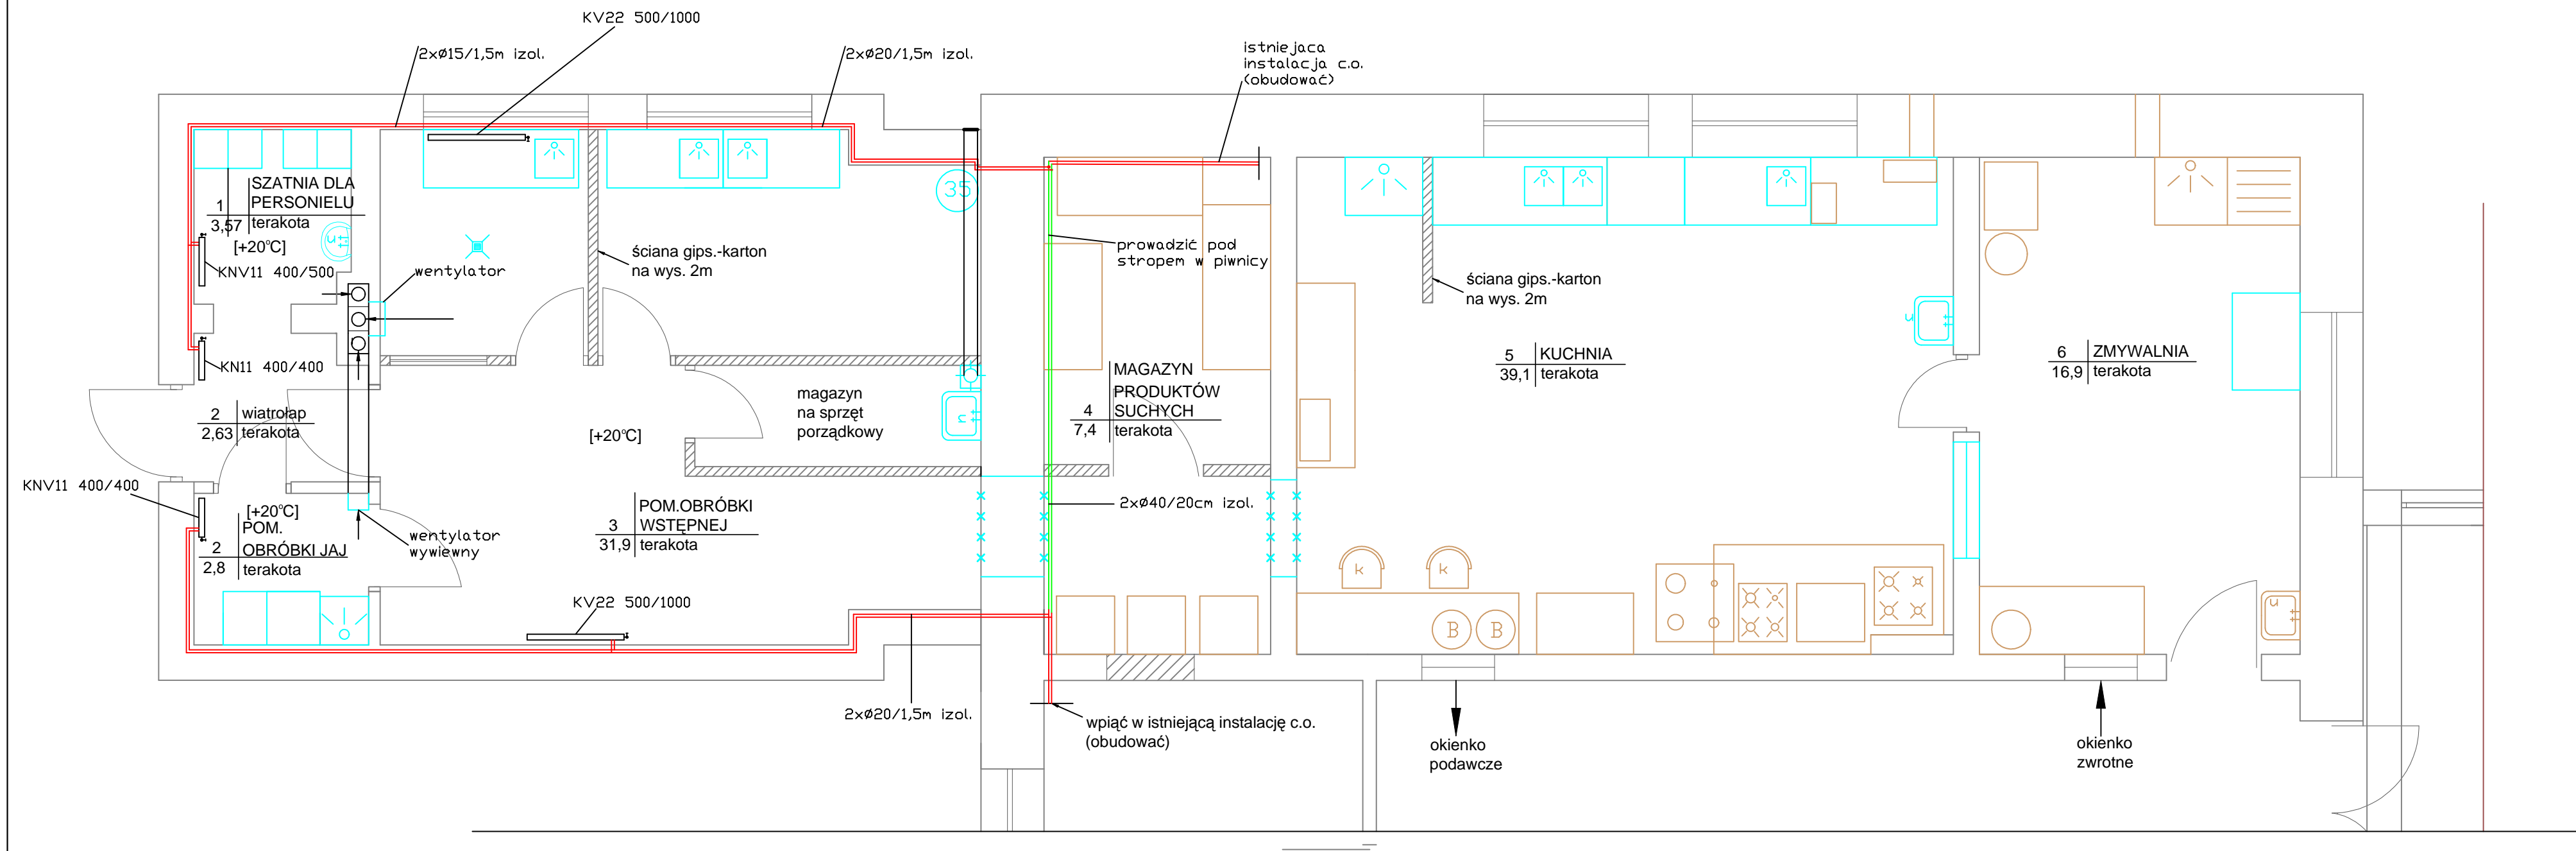 KV22 500/1000
2xØ15/1,5m izol.
2xØ20/1,5m izol.
istniejaca
instalacja c.o.
(obudować)
1
SZATNIA DLA
PERSONIELU
3,57
terakota
[+20°C]
KNV11 400/500
wentylator
ściana gips.-karton
na wys. 2m
35
prowadzić pod
stropem w piwnicy
ściana gips.-karton
na wys. 2m
u
KN11 400/400
2
wiatrołap
2,63
terakota
[+20°C]
magazyn
na sprzęt
porządkowy
MAGAZYN
PRODUKTÓW
4
SUCHYCH
7,4
terakota
5
KUCHNIA
39,1
terakota
6
ZMYWALNIA
16,9
terakota
KNV11 400/400
[+20°C]
POM.
2
OBRÓBKI JAJ
2,8
terakota
wentylator
wywiewny
POM.OBRÓBKI
3
WSTĘPNEJ
31,9
terakota
2xØ40/20cm izol.
k
k
B
B
u
KV22 500/1000
2xØ20/1,5m izol.
wpiąć w istniejącą instalację c.o.
(obudować)
okienko
podawcze
okienko
zwrotne